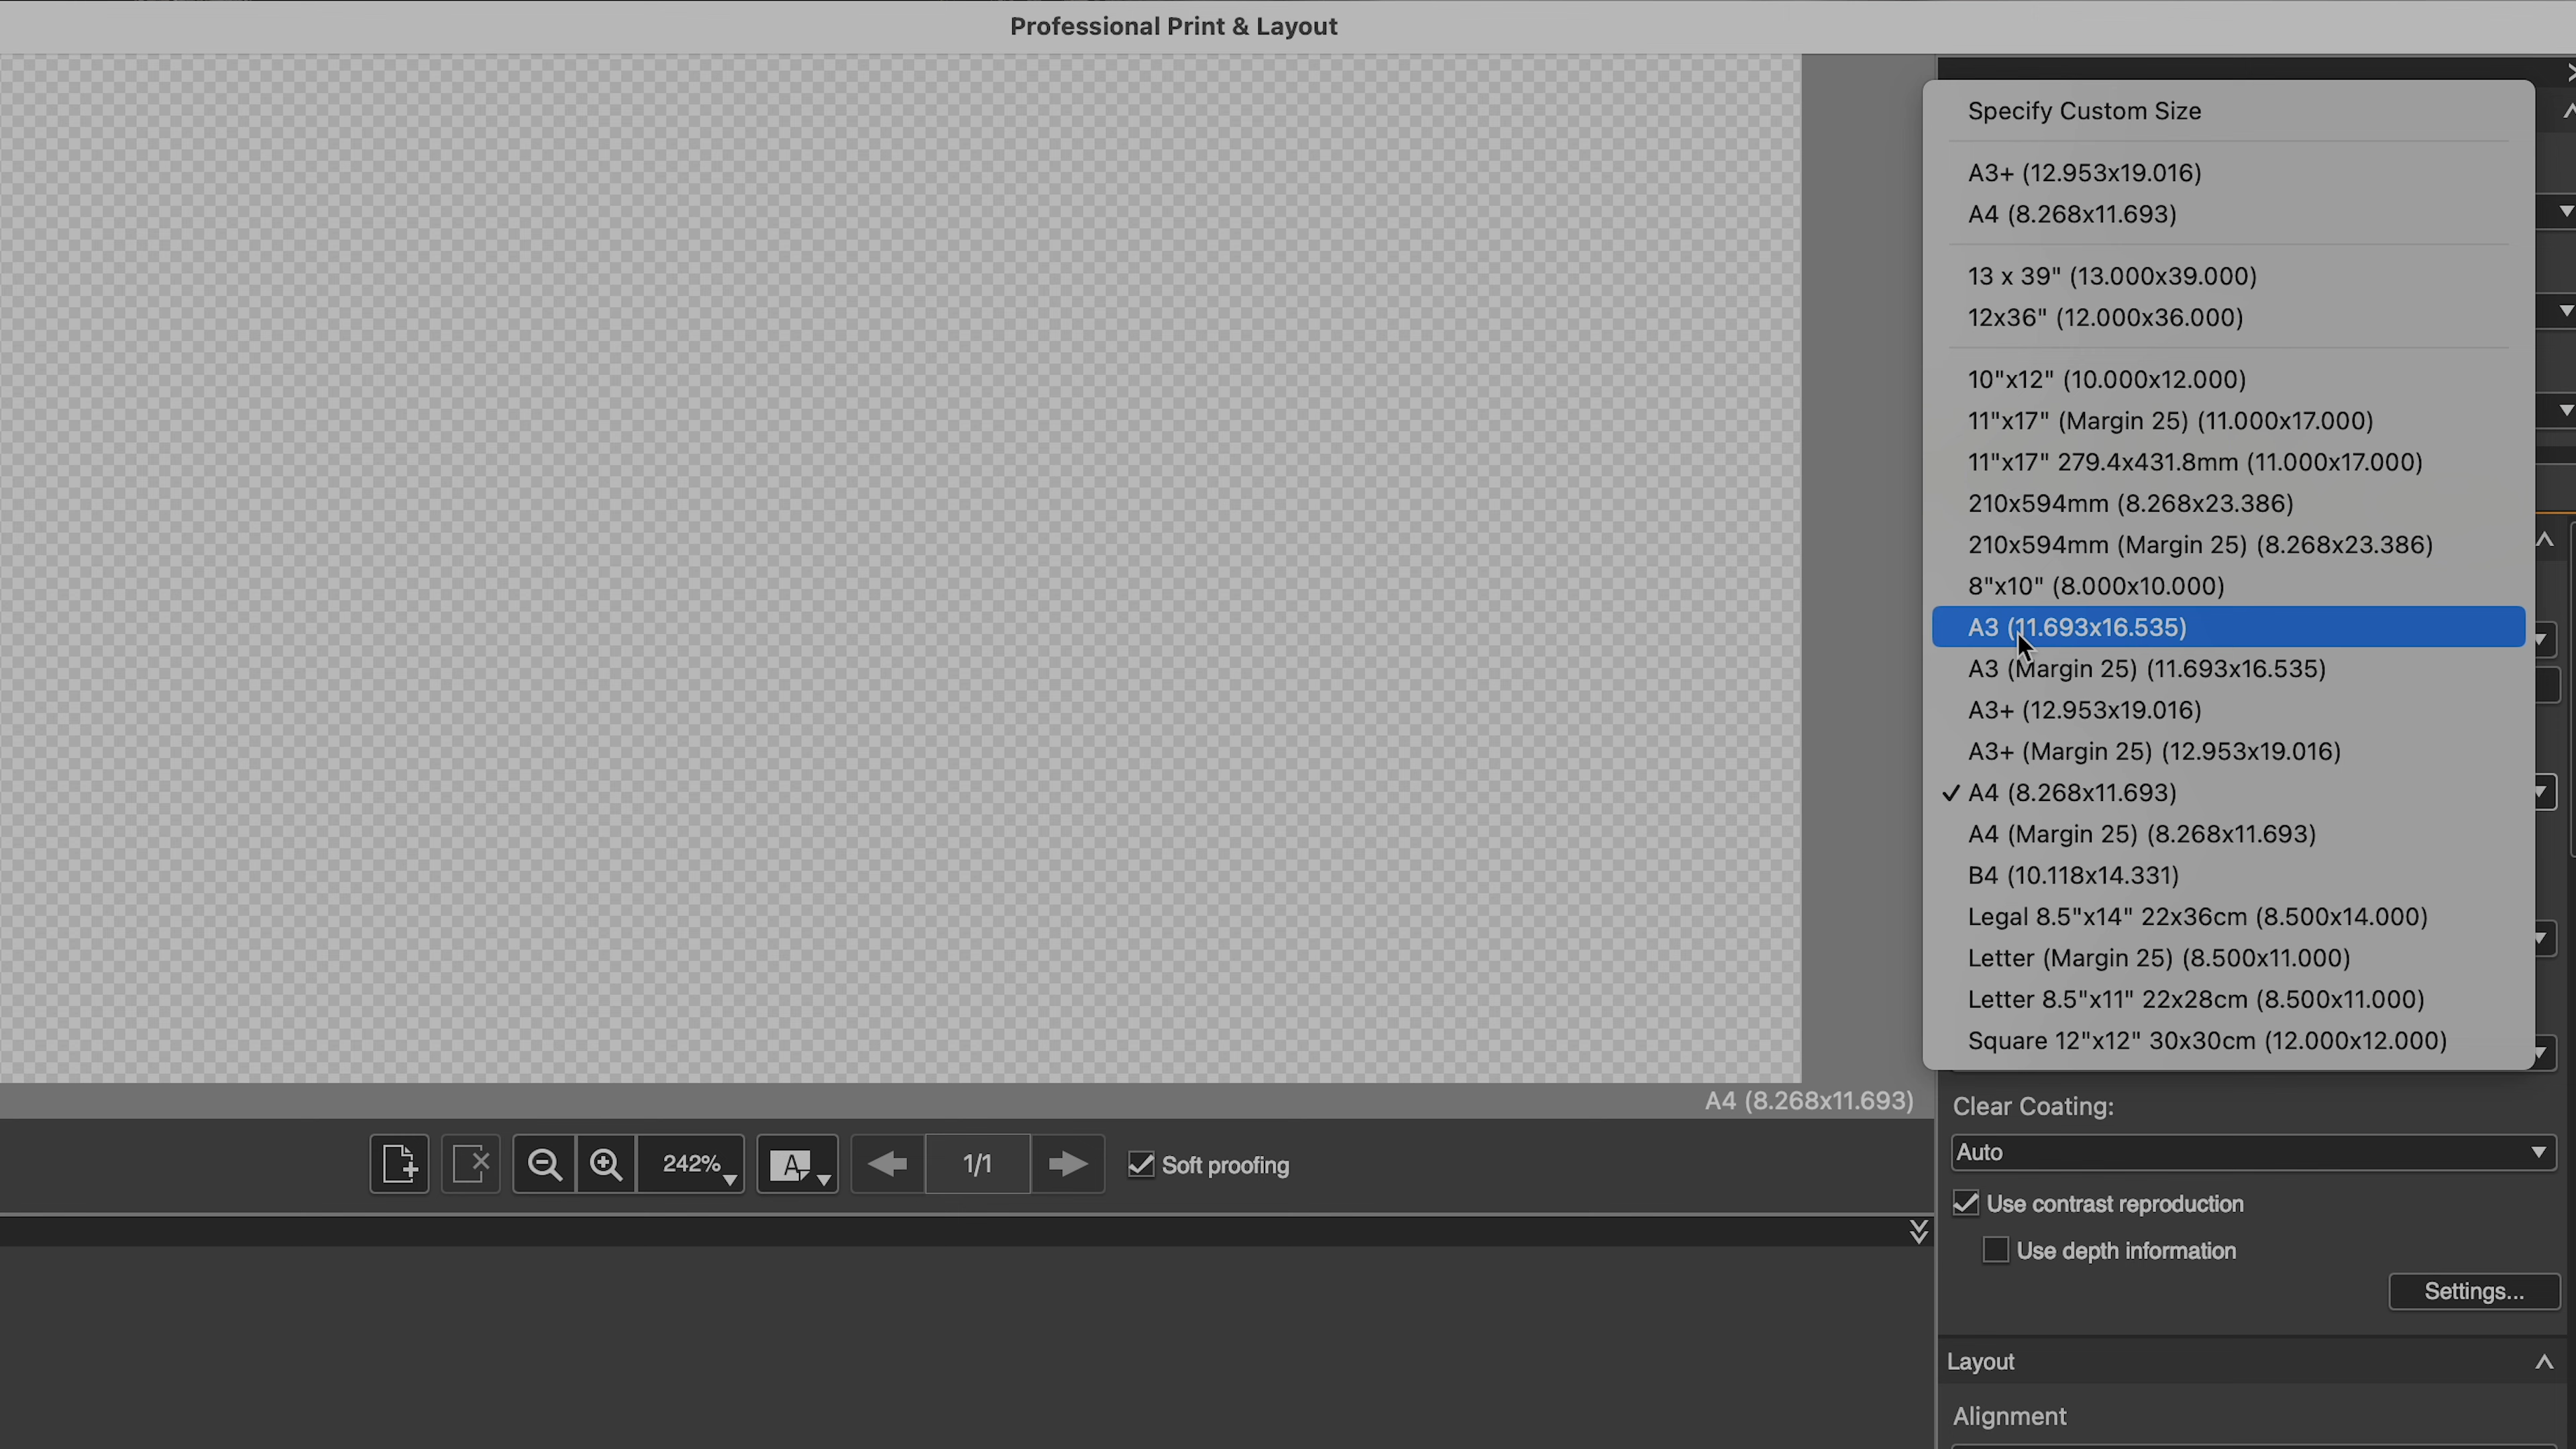 Professional Print & Layout
Specify Custom Size
A3+ (12.953x19.016)
A4 (8.268x11.693)
13 x 39" (13.000x39.000)
12x36" (12.000x36.000)
10"x12" (10.000x12.000)
11"x17" (Margin 25) (11.000x17.000)
11"x17" 279.4x431.8mm (11.000x17.000)
210x594mm (8.268x23.386)
210x594mm (Margin 25) (8.268x23.386)
8"x10" (8.000x10.000)
A3 (11.693x16.535)
A3 (Margin 25) (11.693x16.535)
A3+ (12.953x19.016)
A3+ (Margin 25) (12.953x19.016)
✓ A4 (8.268x11.693)
A4 (Margin 25) (8.268x11.693)
B4 (10.118x14.331)
Legal 8.5"x14" 22x36cm (8.500x14.000)
Letter (Margin 25) (8.500x11.000)
Letter 8.5"x11" 22x28cm (8.500x11.000)
Square 12"x12" 30x30cm (12.000x12.000)
A4 (8.268x11.693)
242%
A
1/1
Soft proofing
Clear Coating:
Auto
Use contrast reproduction
Use depth information
Settings...
Layout
Alignment